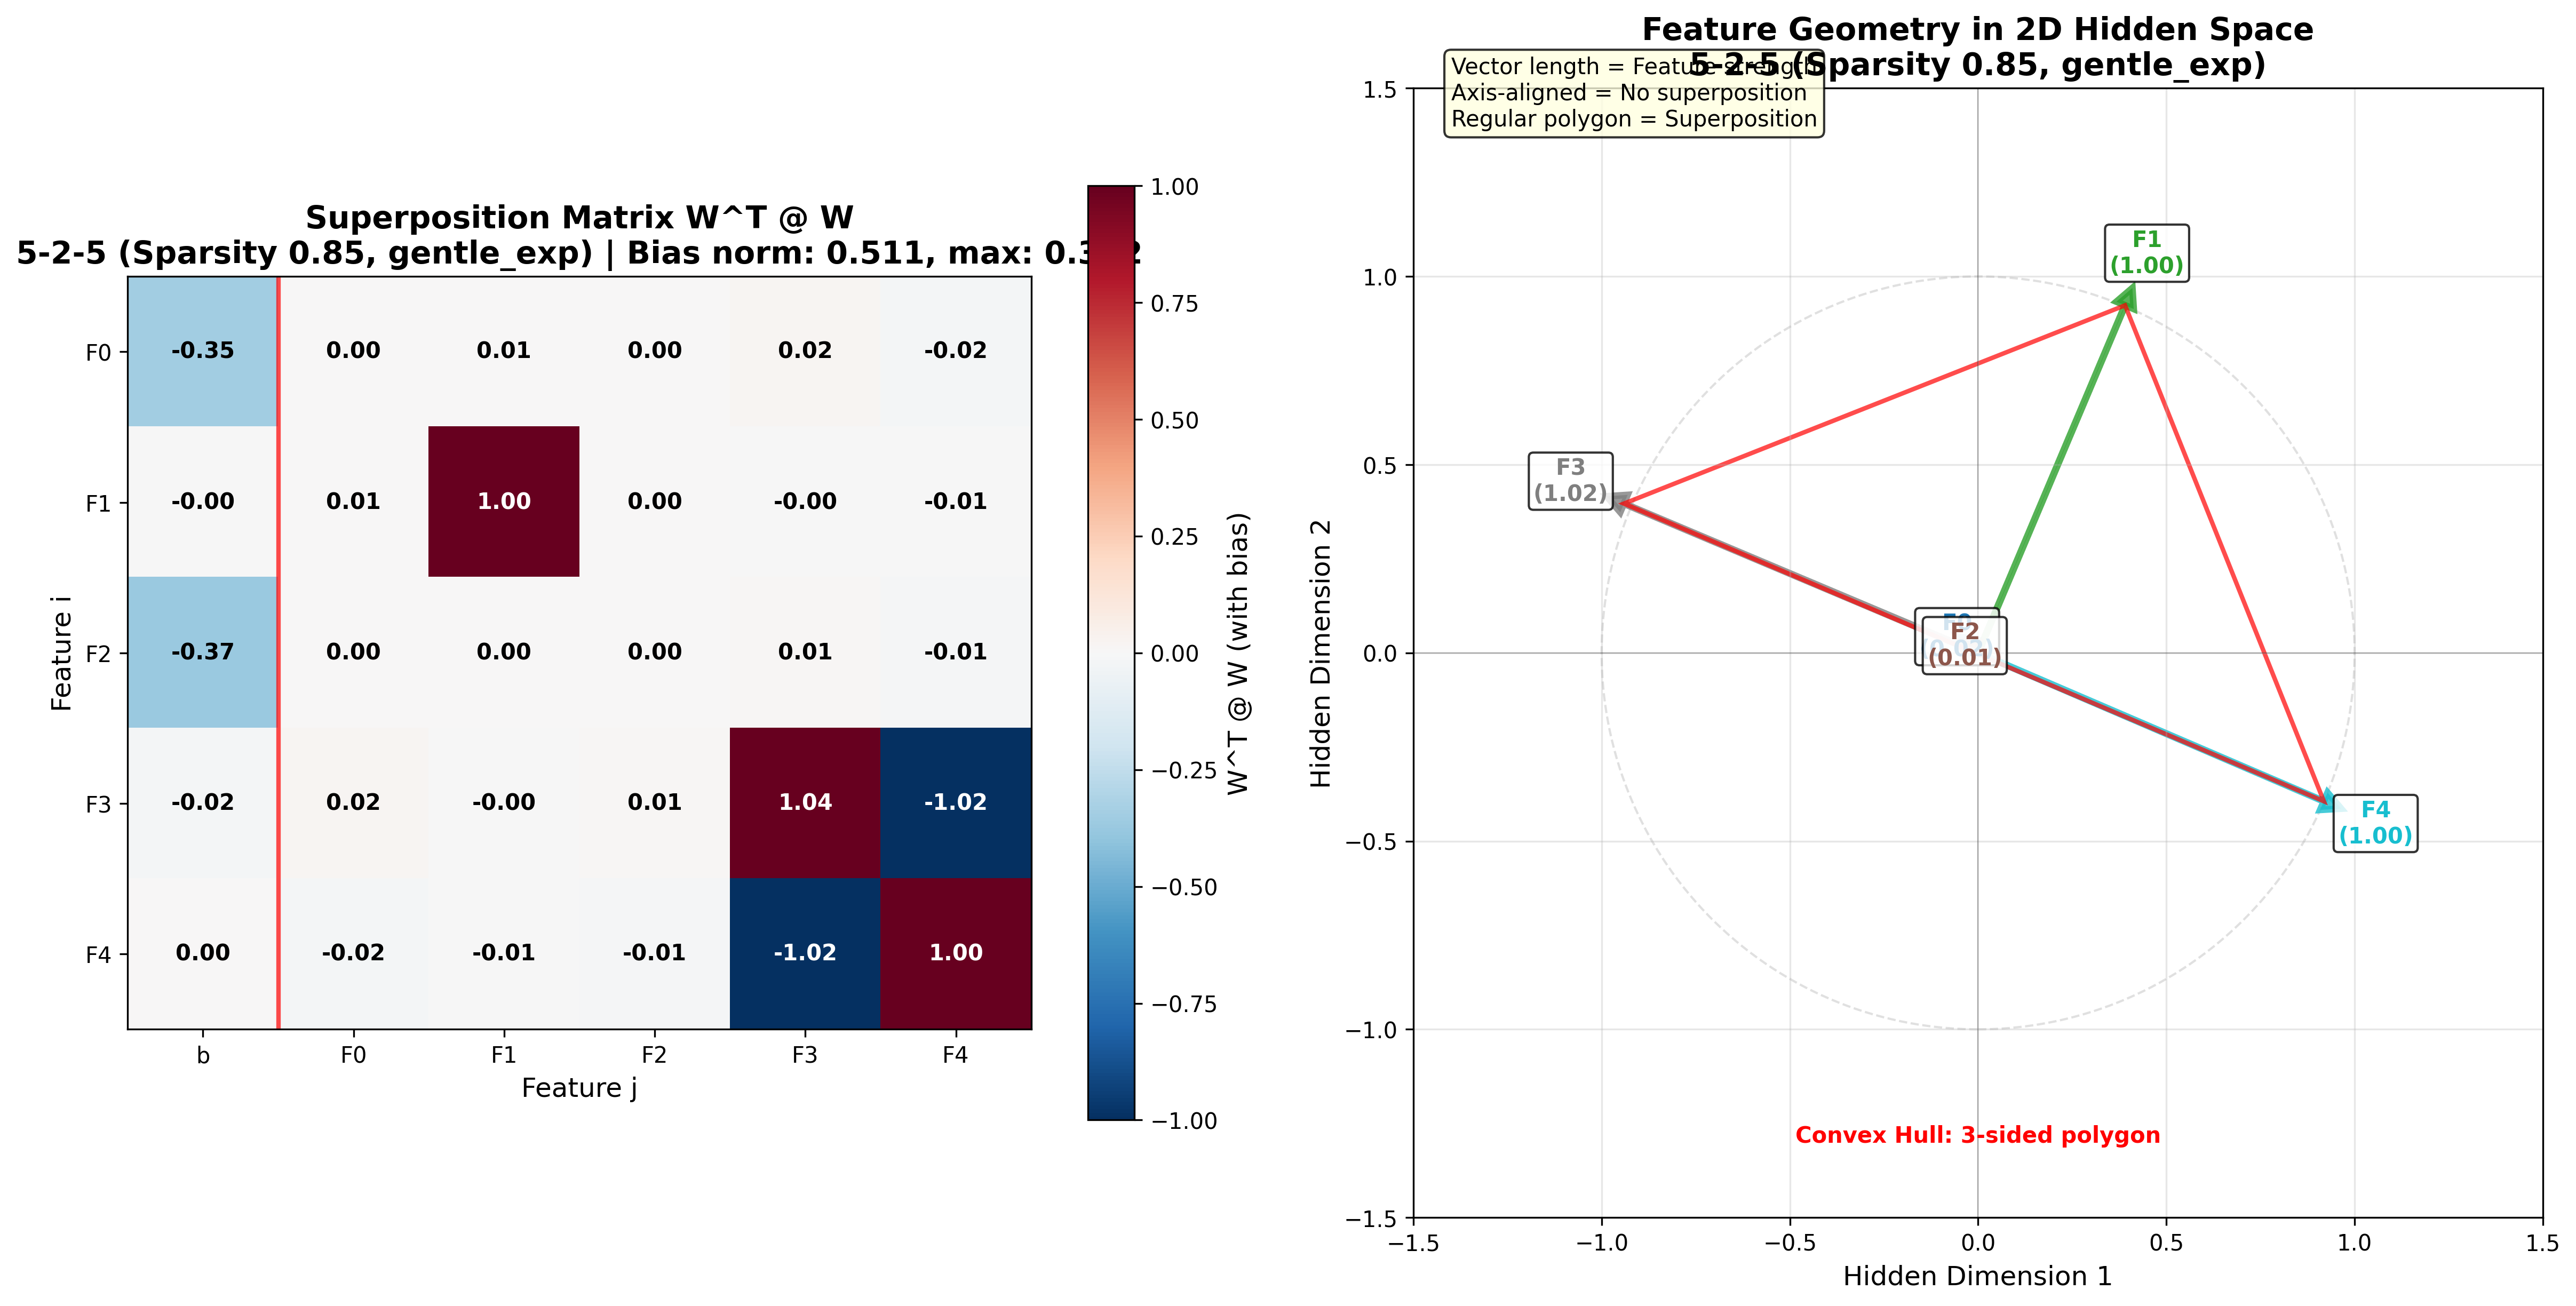 Superposition Matrix W^T @ W
5-2-5 (Sparsity 0.85, gentle_exp) | Bias norm: 0.511, max:
Feature i
F0
F1
F2
F3
F4
-0.35 0.00 0.01 0.00 0.02 -0.02
-0.00 0.01 1.00 0.00 -0.00 -0.01
-0.37 0.00 0.00 0.00 0.01 -0.01
-0.02 0.02 -0.00 0.01 1.04 -1.02
0.00 -0.02 -0.01 -0.01 -1.02 1.00
b F0 F1 F2 F3 F4
Feature j
1.00
0.75
0.50
0.25
0.00
−0.25
−0.50
−0.75
−1.00
W^T @ W (with bias)
Feature Geometry in 2D Hidden Space
5-2-5 (Sparsity 0.85, gentle_exp)
Vector length = Feature strength
Axis-aligned = No superposition
Regular polygon = Superposition
Hidden Dimension 2
1.5
1.0
0.5
0.0
−0.5
−1.0
−1.5
F1
(1.00)
F3
(1.02)
F0
F2
(0.01)
F4
(1.00)
Convex Hull: 3-sided polygon
−1.5 −1.0 −0.5 0.0 0.5 1.0 1.5
Hidden Dimension 1